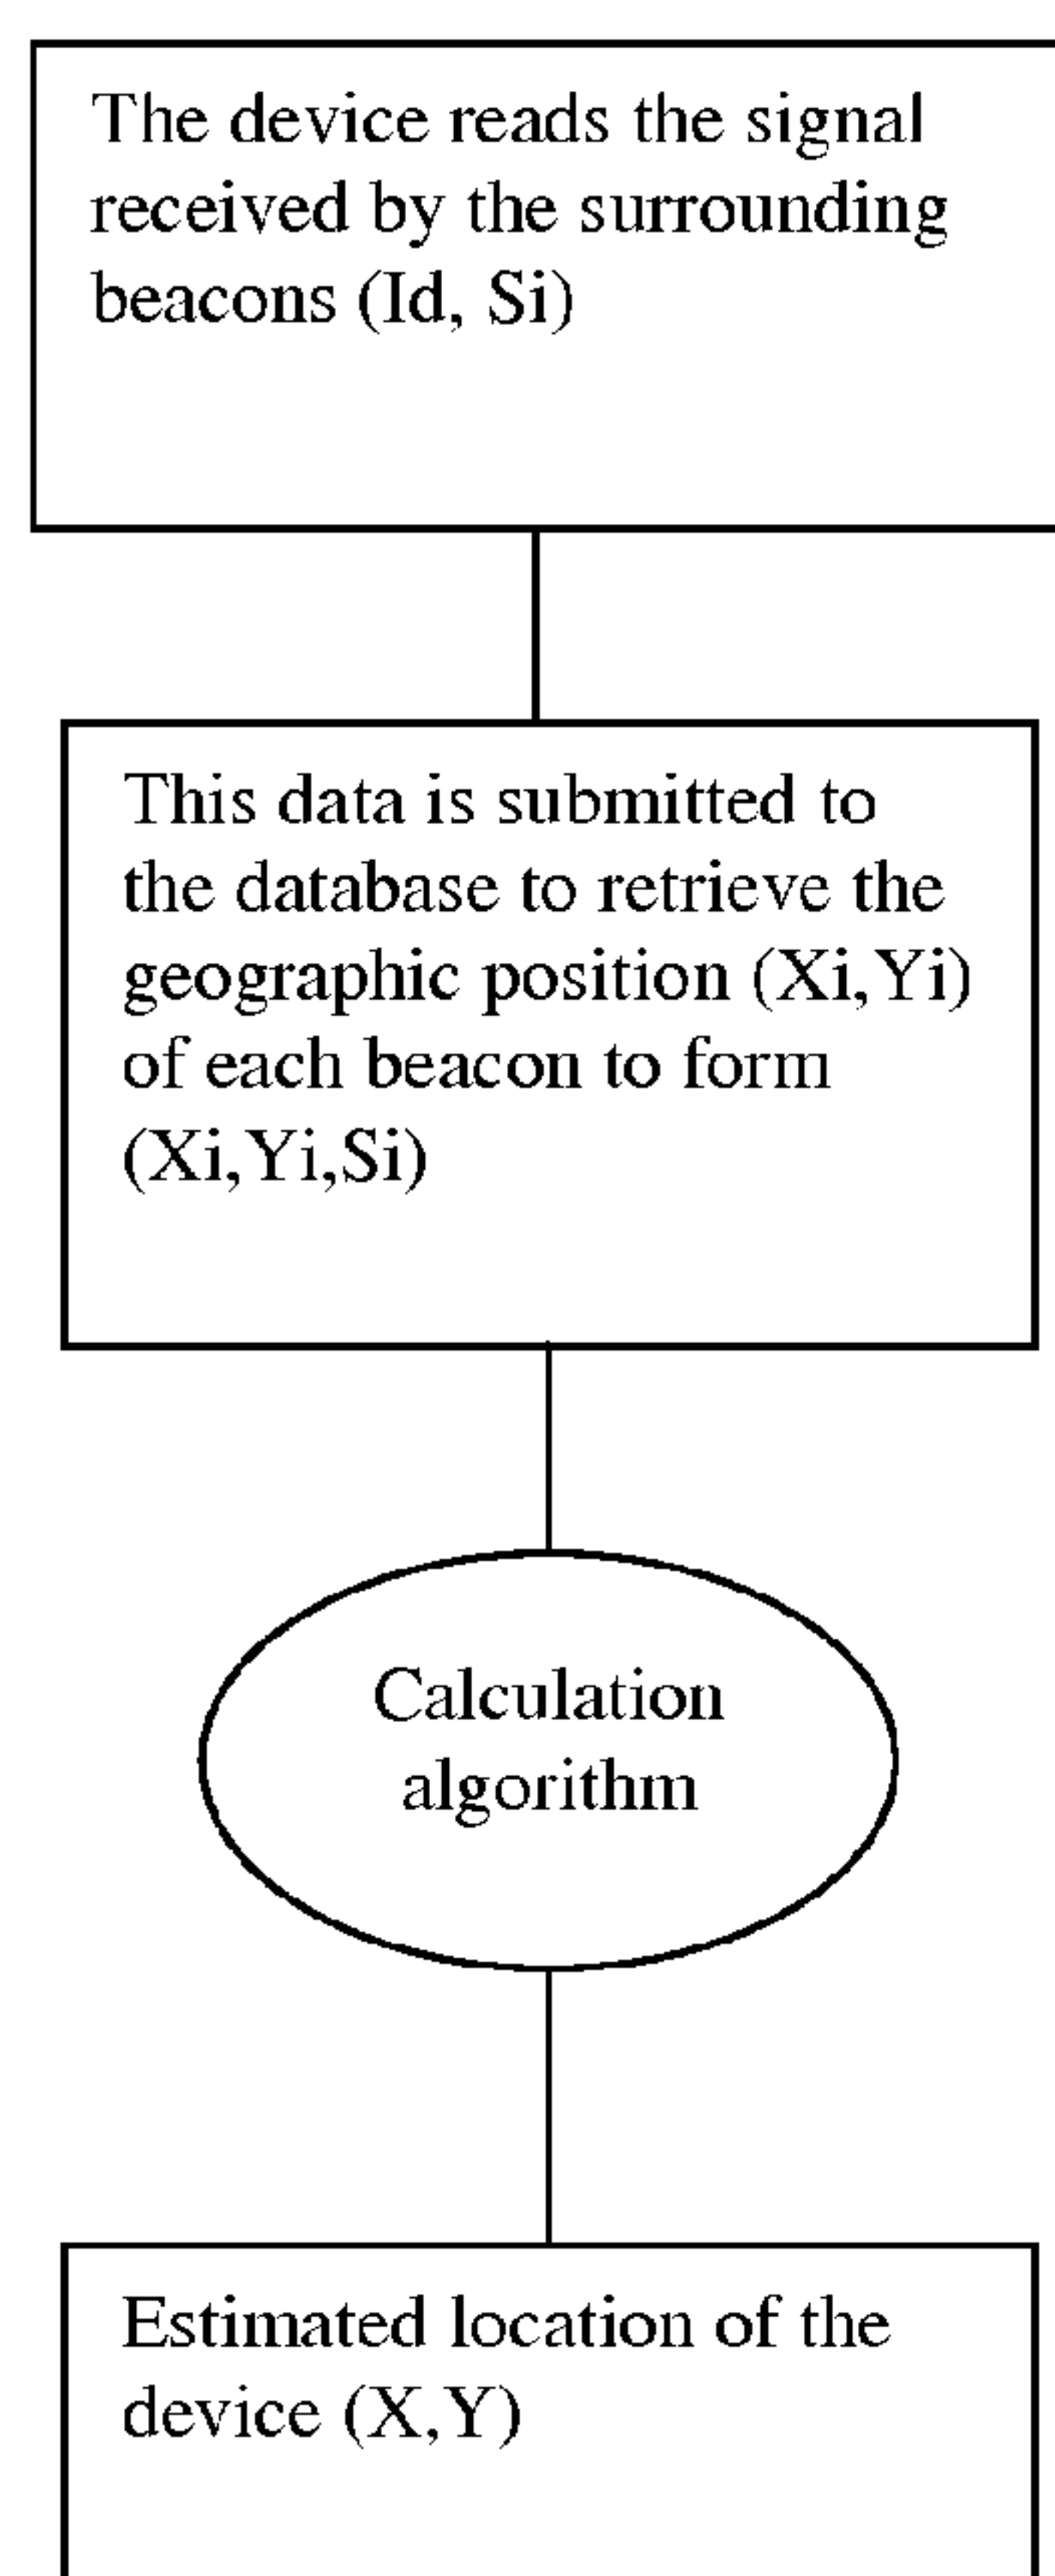 The device reads the signal
received by the surrounding
beacons (Id, Si)
This data is submitted to
the database to retrieve the
geographic position (Xi,Yi)
of each beacon to form
(Xi,Yi,Si)
Calculation
algorithm
Estimated location of the
device (X,Y)